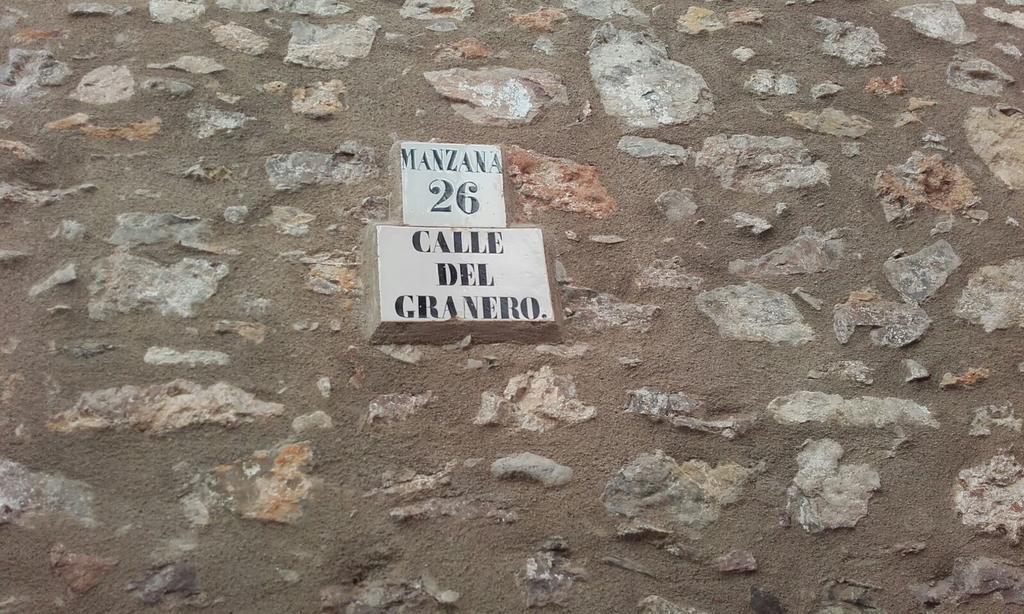 MANZANA
26
CALLE
DEL
GRANERO.